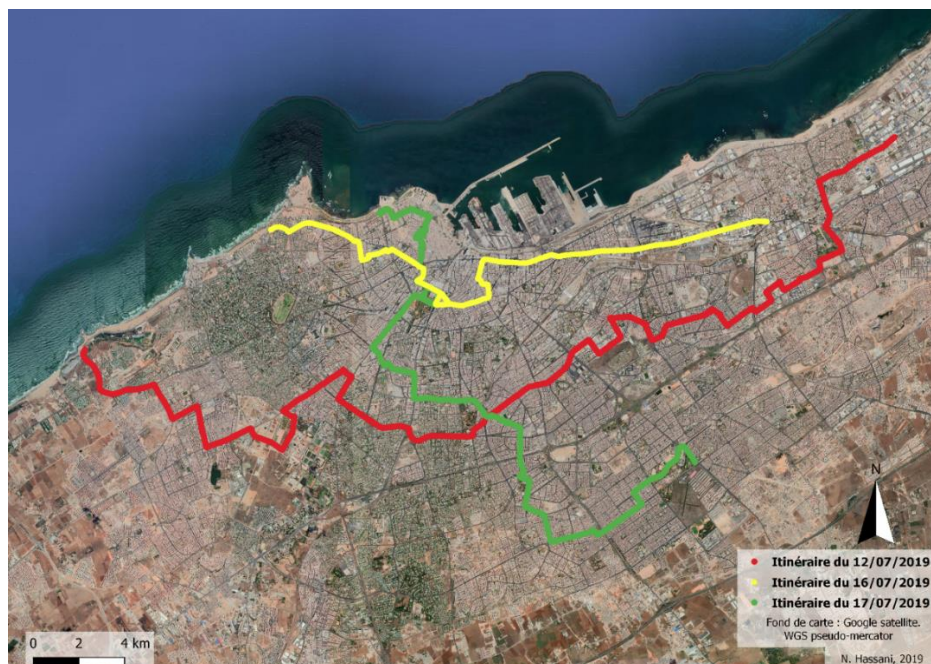 N
Itinéraire du 12/07/2019
Itinéraire du 16/07/2019
Itinéraire du 17/07/2019
Fond de carte : Google satellite.
WGS pseudo-mercator
0 2 4 km
N. Hassani, 2019